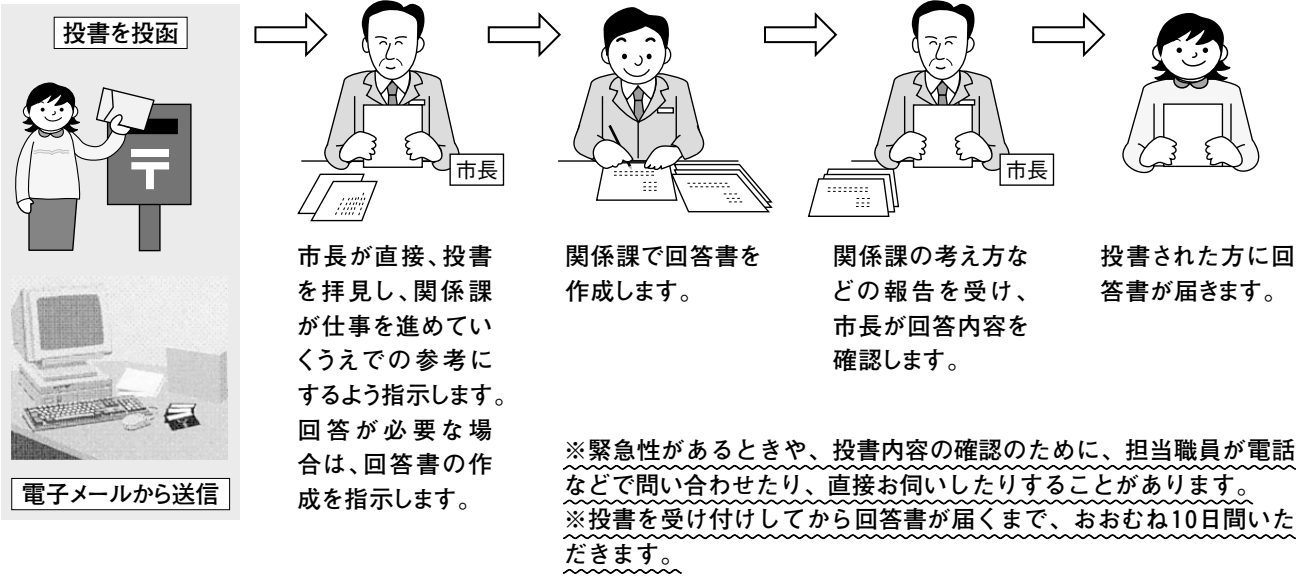 投書を投函
〒
電子メールから送信
市長
市長が直接、投書
を拝見し、関係課
が仕事を進めてい
くうえでの参考に
するよう指示します。
回答が必要な場
合は、回答書の作
成を指示します。
関係課で回答書を
作成します。
市長
関係課の考え方な
どの報告を受け、
市長が回答内容を
確認します。
投書された方に回
答書が届きます。
※緊急性があるときや、投書内容の確認のために、担当職員が電話
などで問い合わせたり、直接お伺いしたりすることがあります。
※投書を受け付けしてから回答書が届くまで、おおむね10日間いた
だきます。